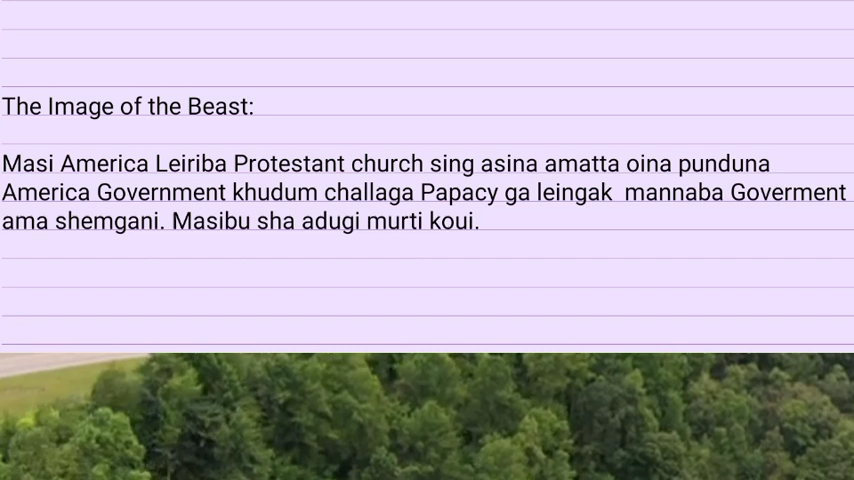 The Image of the Beast:
Masi America Leiriba Protestant church sing asina amatta oina punduna
America Government khudum challaga Papacy ga leingak mannaba Goverment
ama shemgani. Masibu sha adugi murti koui.